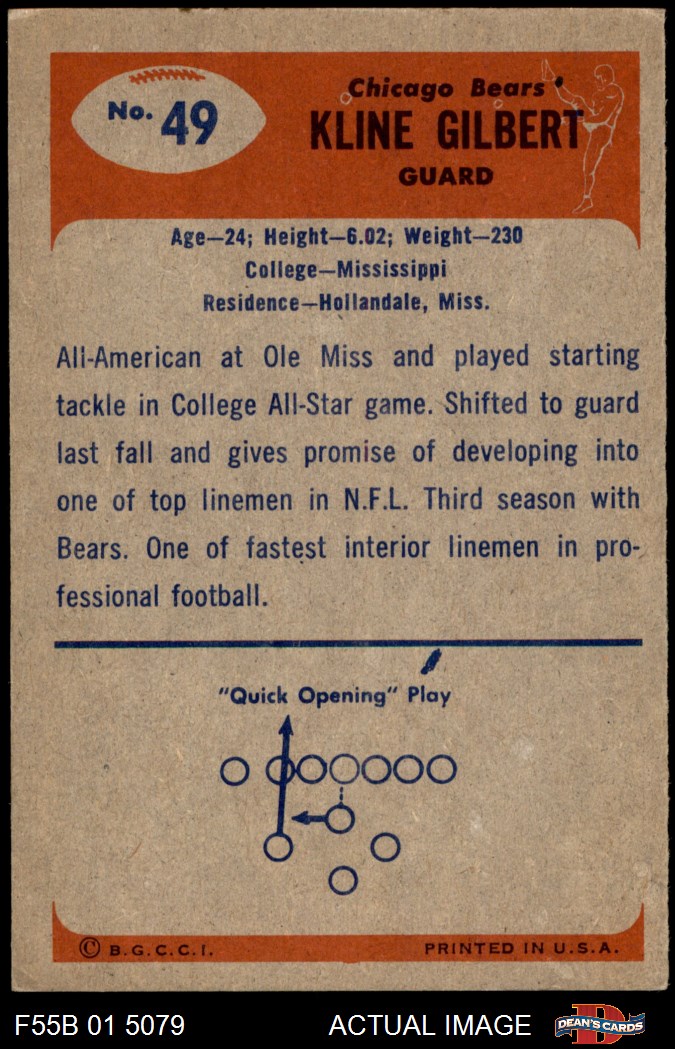 No. 49
Chicago Bears
KLINE GILBERT
GUARD
Age—24; Height—6.02; Weight—230
College—Mississippi
Residence—Hollandale, Miss.
All-American at Ole Miss and played starting
tackle in College All-Star game. Shifted to guard
last fall and gives promise of developing into
one of top linemen in N.F.L. Third season with
Bears. One of fastest interior linemen in pro-
fessional football.
"Quick Opening" Play
© B.G.C.C.I.
PRINTED IN U.S.A.
F55B 01 5079
ACTUAL IMAGE
D
DEAN'S CARDS